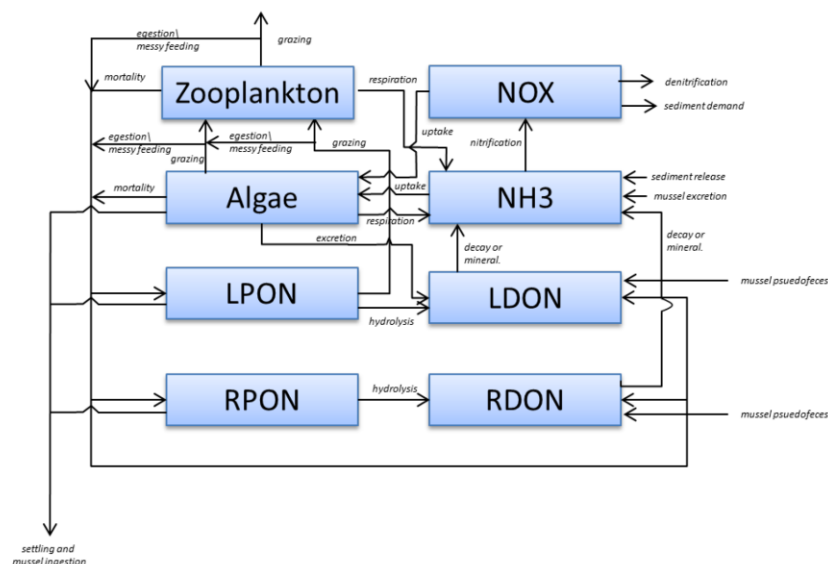 egestion\
messy feeding
grazing
mortality
Zooplankton
respiration
NOX
denitrification
sediment demand
egestion\
messy feeding
grazing
egestion\
messy feeding
grazing
uptake
nitrification
mortality
Algae
uptake
respiration
NH3
sediment release
mussel excretion
excretion
decay or
mineral.
decay or
mineral.
LPON
hydrolysis
LDON
mussel psuedofeces
RPON
hydrolysis
RDON
mussel psuedofeces
settling and
mussel ingestion